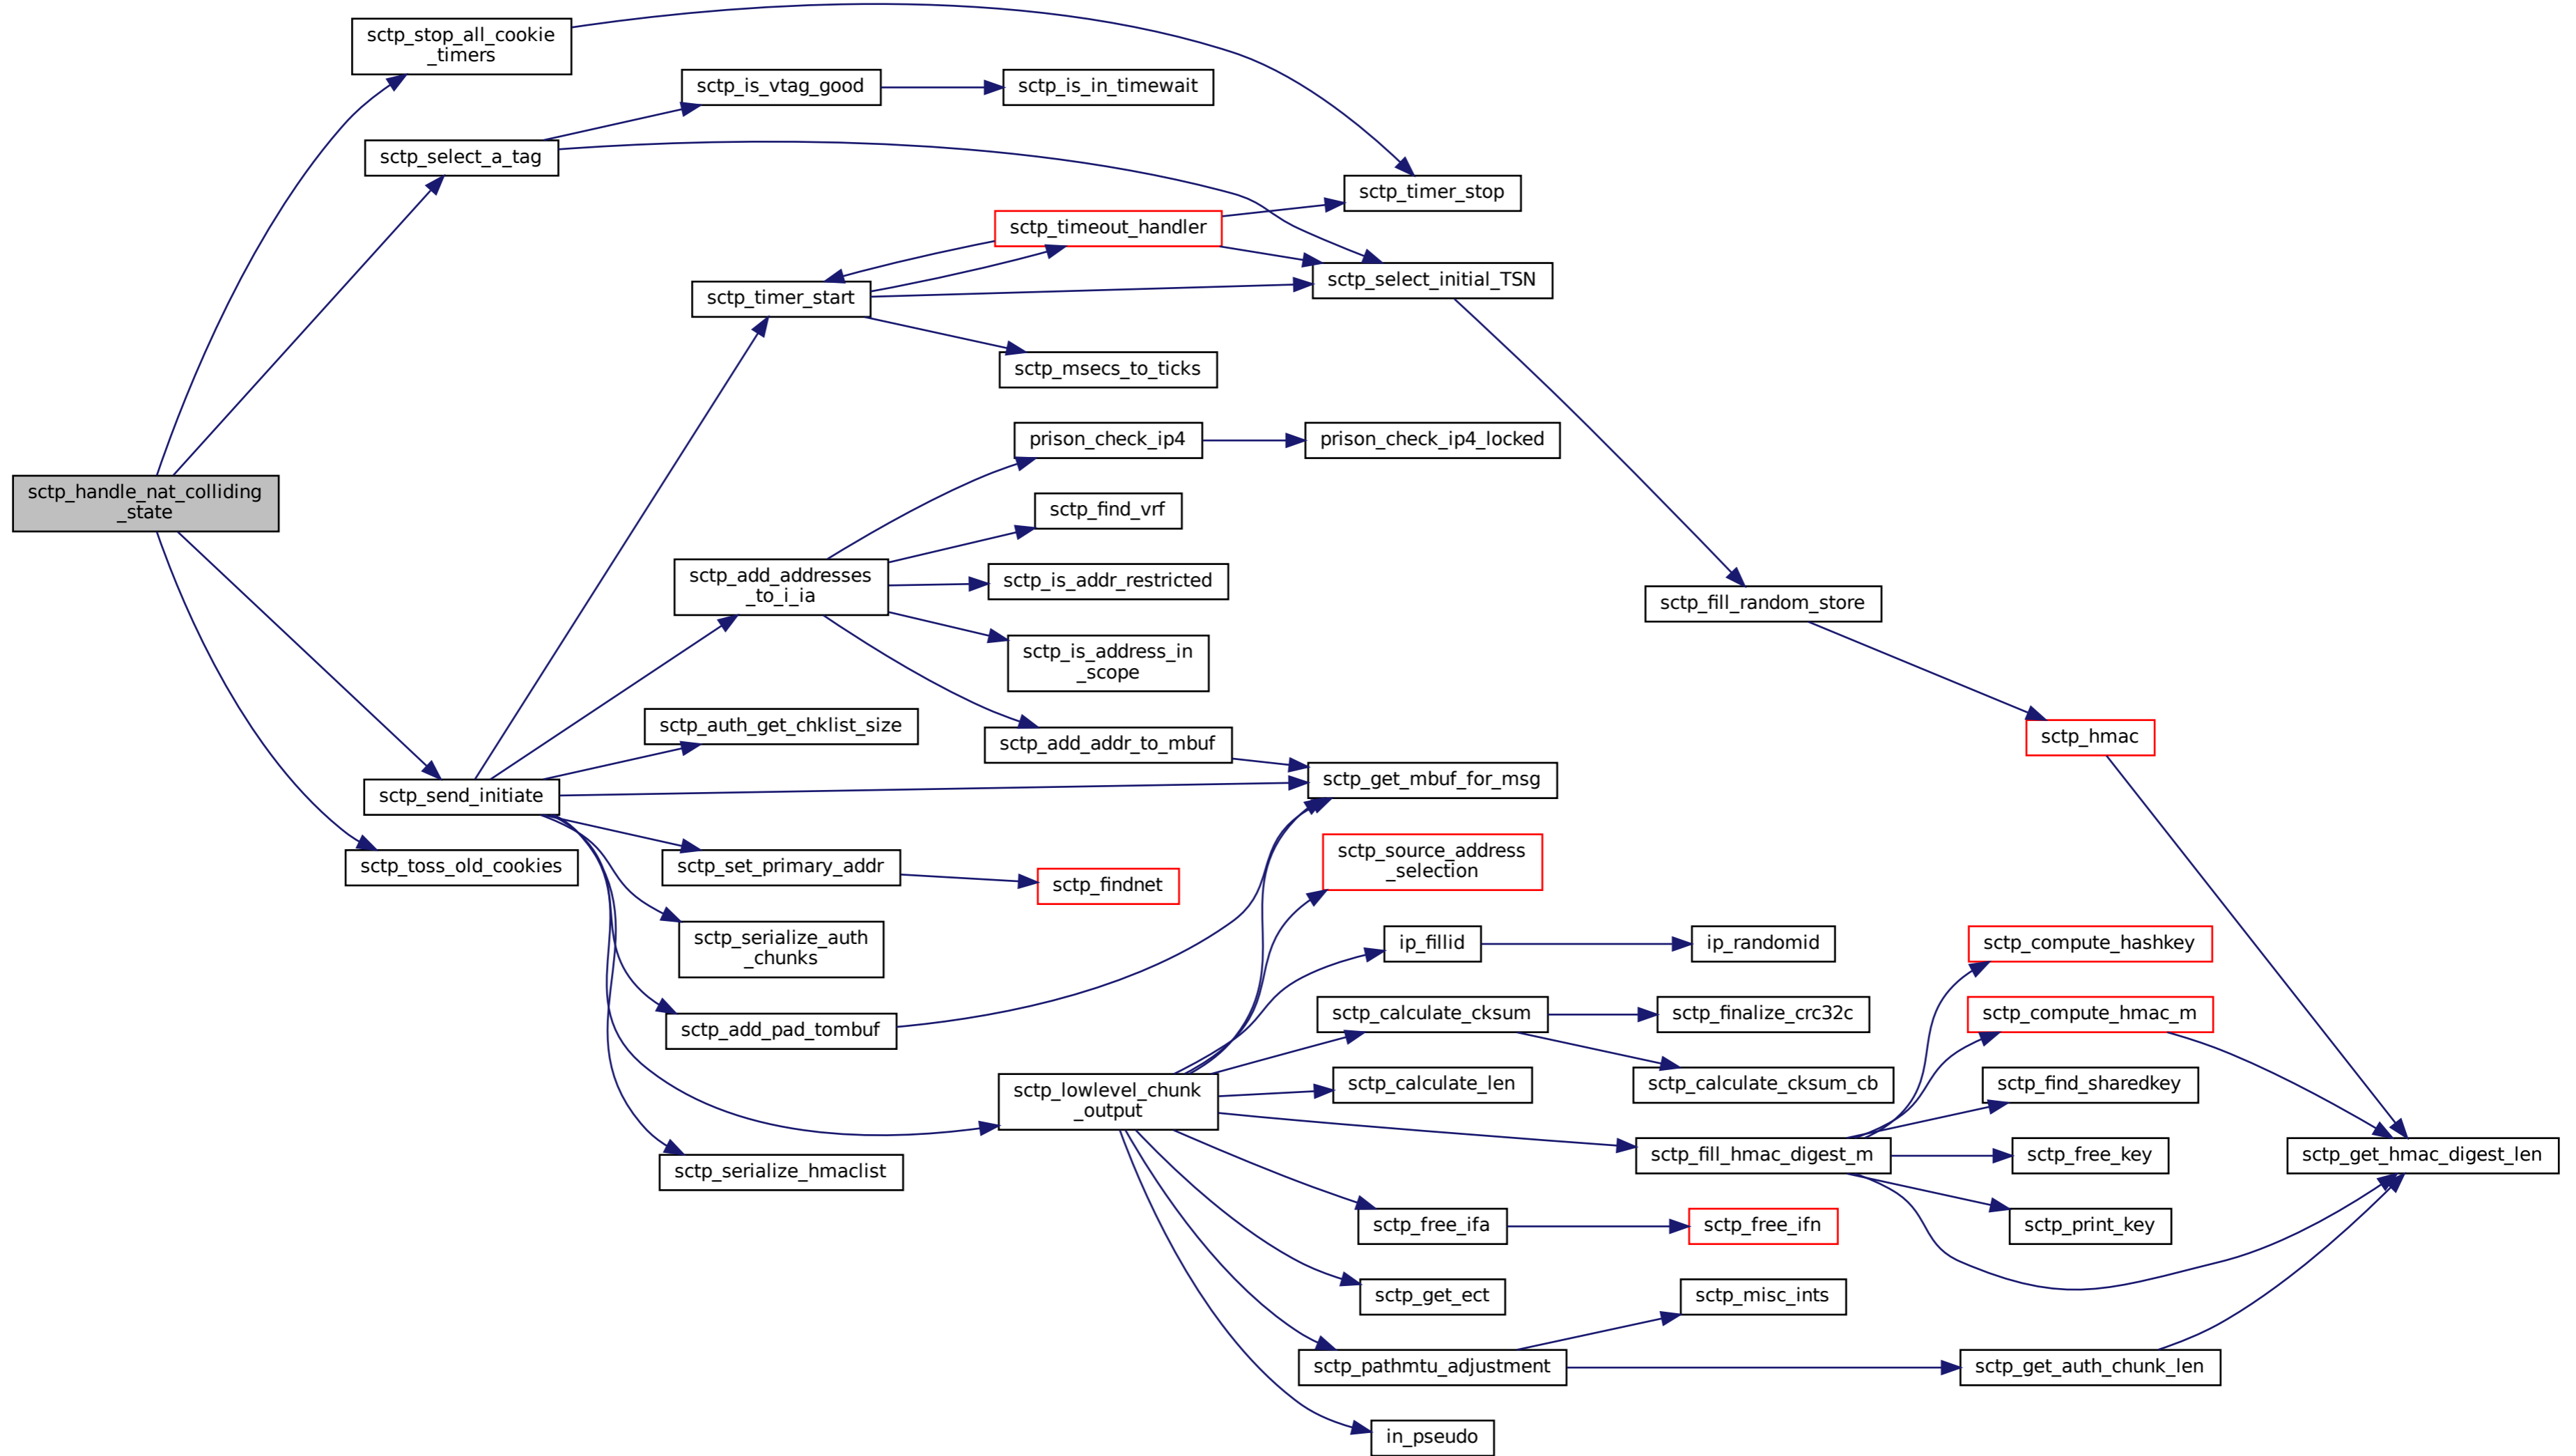 sctp_stop_all_cookie
_timers
sctp_is_vtag_good
sctp_is_in_timewait
sctp_select_a_tag
sctp_timer_stop
sctp_timeout_handler
sctp_select_initial_TSN
sctp_timer_start
sctp_msecs_to_ticks
prison_check_ip4
prison_check_ip4_locked
sctp_handle_nat_colliding
_state
sctp_find_vrf
sctp_add_addresses
_to_i_ia
sctp_is_addr_restricted
sctp_fill_random_store
sctp_is_address_in
_scope
sctp_auth_get_chklist_size
sctp_add_addr_to_mbuf
sctp_hmac
sctp_send_initiate
sctp_get_mbuf_for_msg
sctp_toss_old_cookies
sctp_set_primary_addr
sctp_findnet
sctp_source_address
_selection
sctp_serialize_auth
_chunks
ip_fillid
ip_randomid
sctp_compute_hashkey
sctp_add_pad_tombuf
sctp_calculate_cksum
sctp_finalize_crc32c
sctp_compute_hmac_m
sctp_lowlevel_chunk
_output
sctp_calculate_len
sctp_calculate_cksum_cb
sctp_find_sharedkey
sctp_serialize_hmaclist
sctp_fill_hmac_digest_m
sctp_free_key
sctp_get_hmac_digest_len
sctp_free_ifa
sctp_free_ifn
sctp_print_key
sctp_get_ect
sctp_misc_ints
sctp_pathmtu_adjustment
sctp_get_auth_chunk_len
in_pseudo